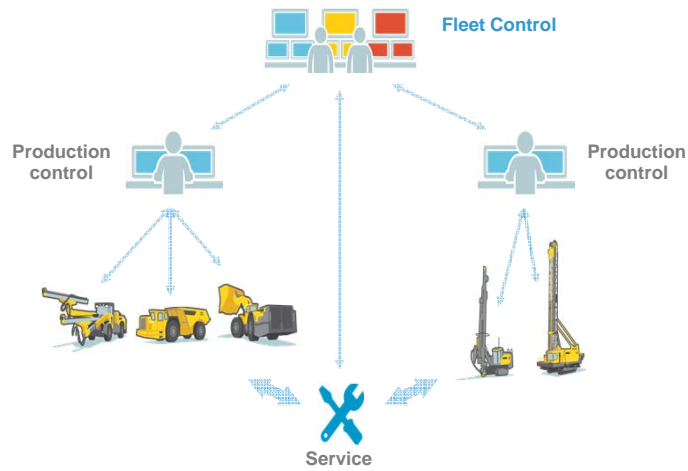 Fleet Control
Production
control
Production
control
Service